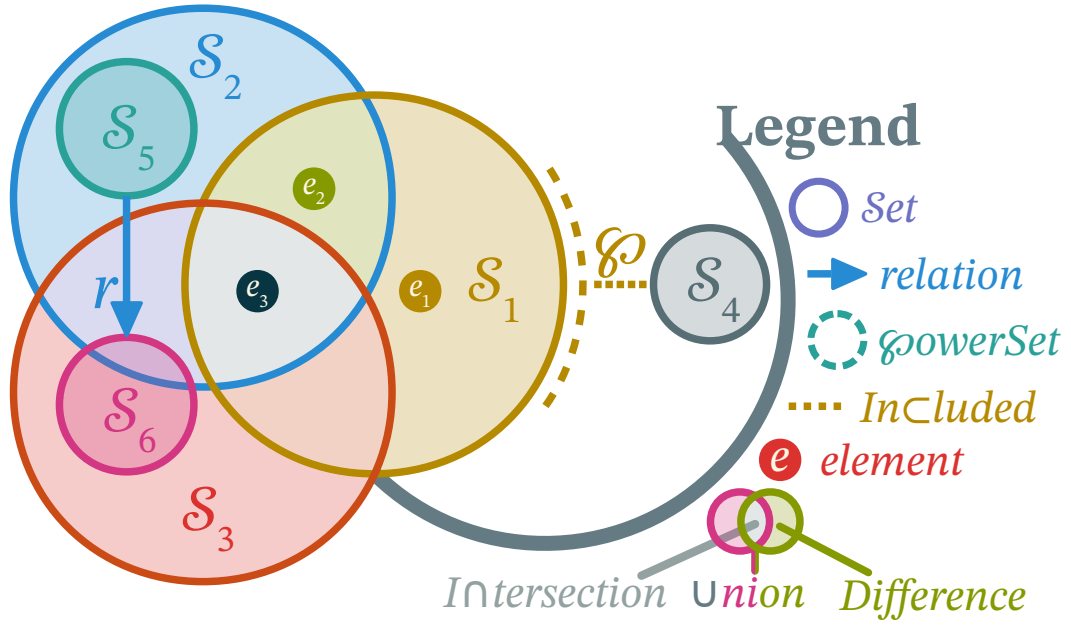 𝒮2
𝒮5
e2
r
e3
e1
𝒮1
℘
𝒮4
𝒮6
𝒮3
Legend
𝒮et
relation
℘owerSet
In⊂luded
e element
I∩tersection ∪nion Difference